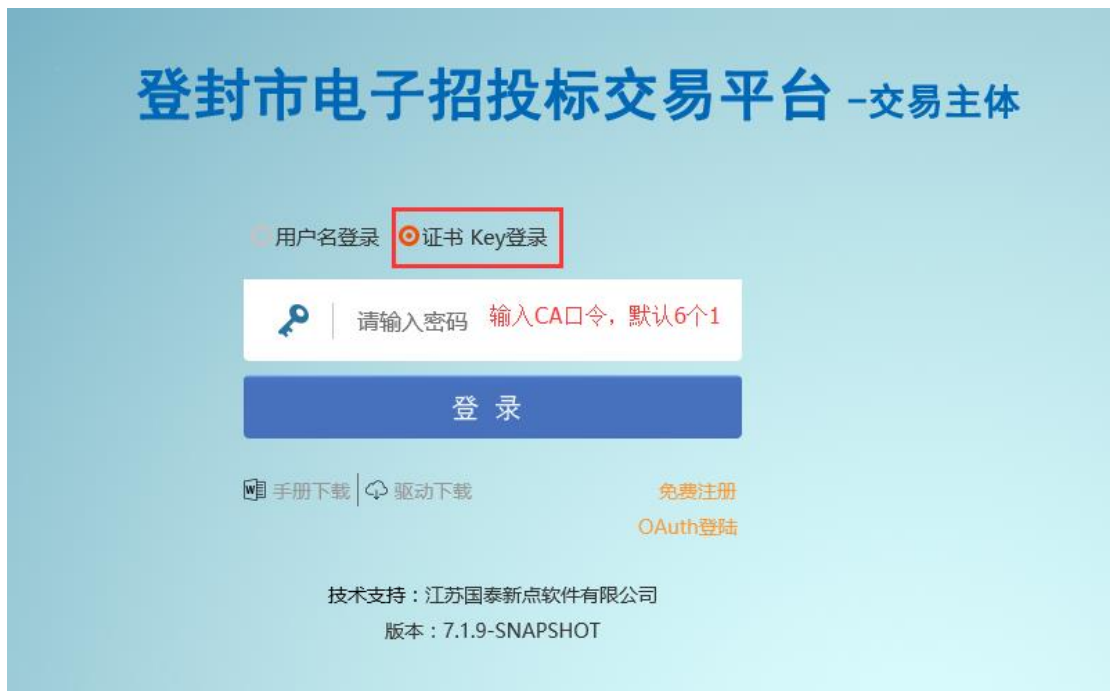 登封市电子招投标交易平台 -交易主体
用户名登录 证书 Key登录
请输入密码 输入CA口令，默认6个1
登 录
手册下载 驱动下载 免费注册
OAuth登陆
技术支持：江苏国泰新点软件有限公司
版本：7.1.9-SNAPSHOT